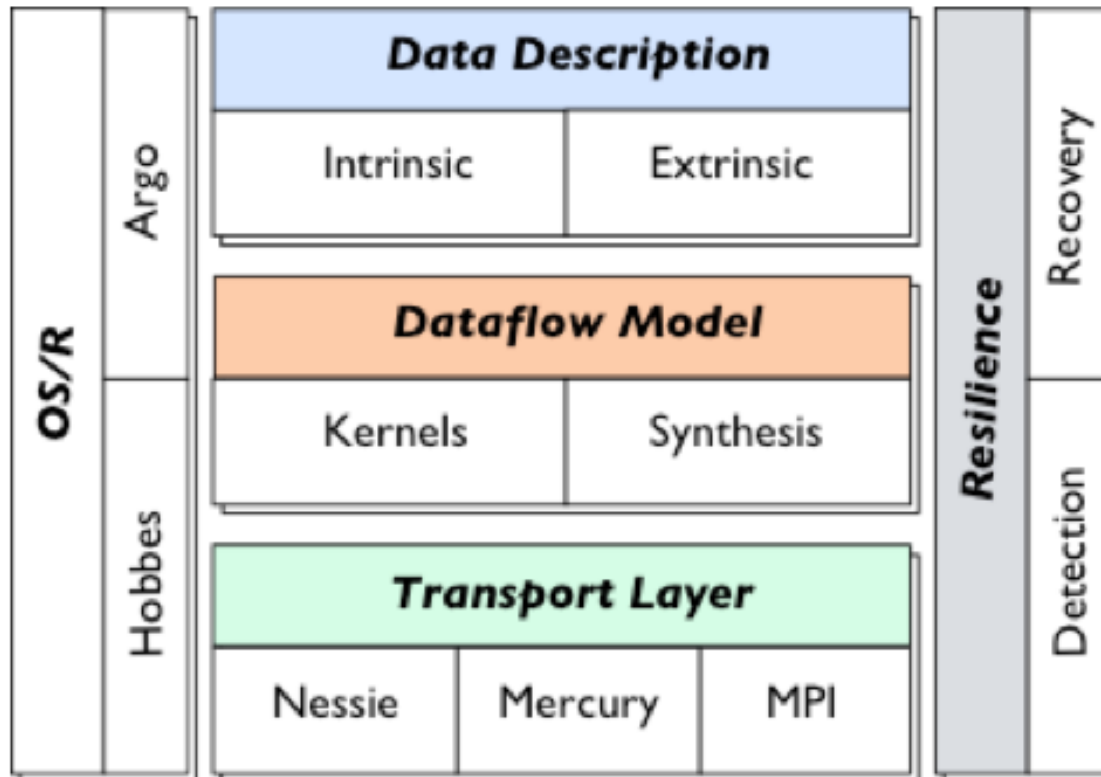 OS/R
Argo
Hobbes
Data Description
Intrinsic
Extrinsic
Dataflow Model
Kernels
Synthesis
Transport Layer
Nessie
Mercury
MPI
Resilience
Recovery
Detection